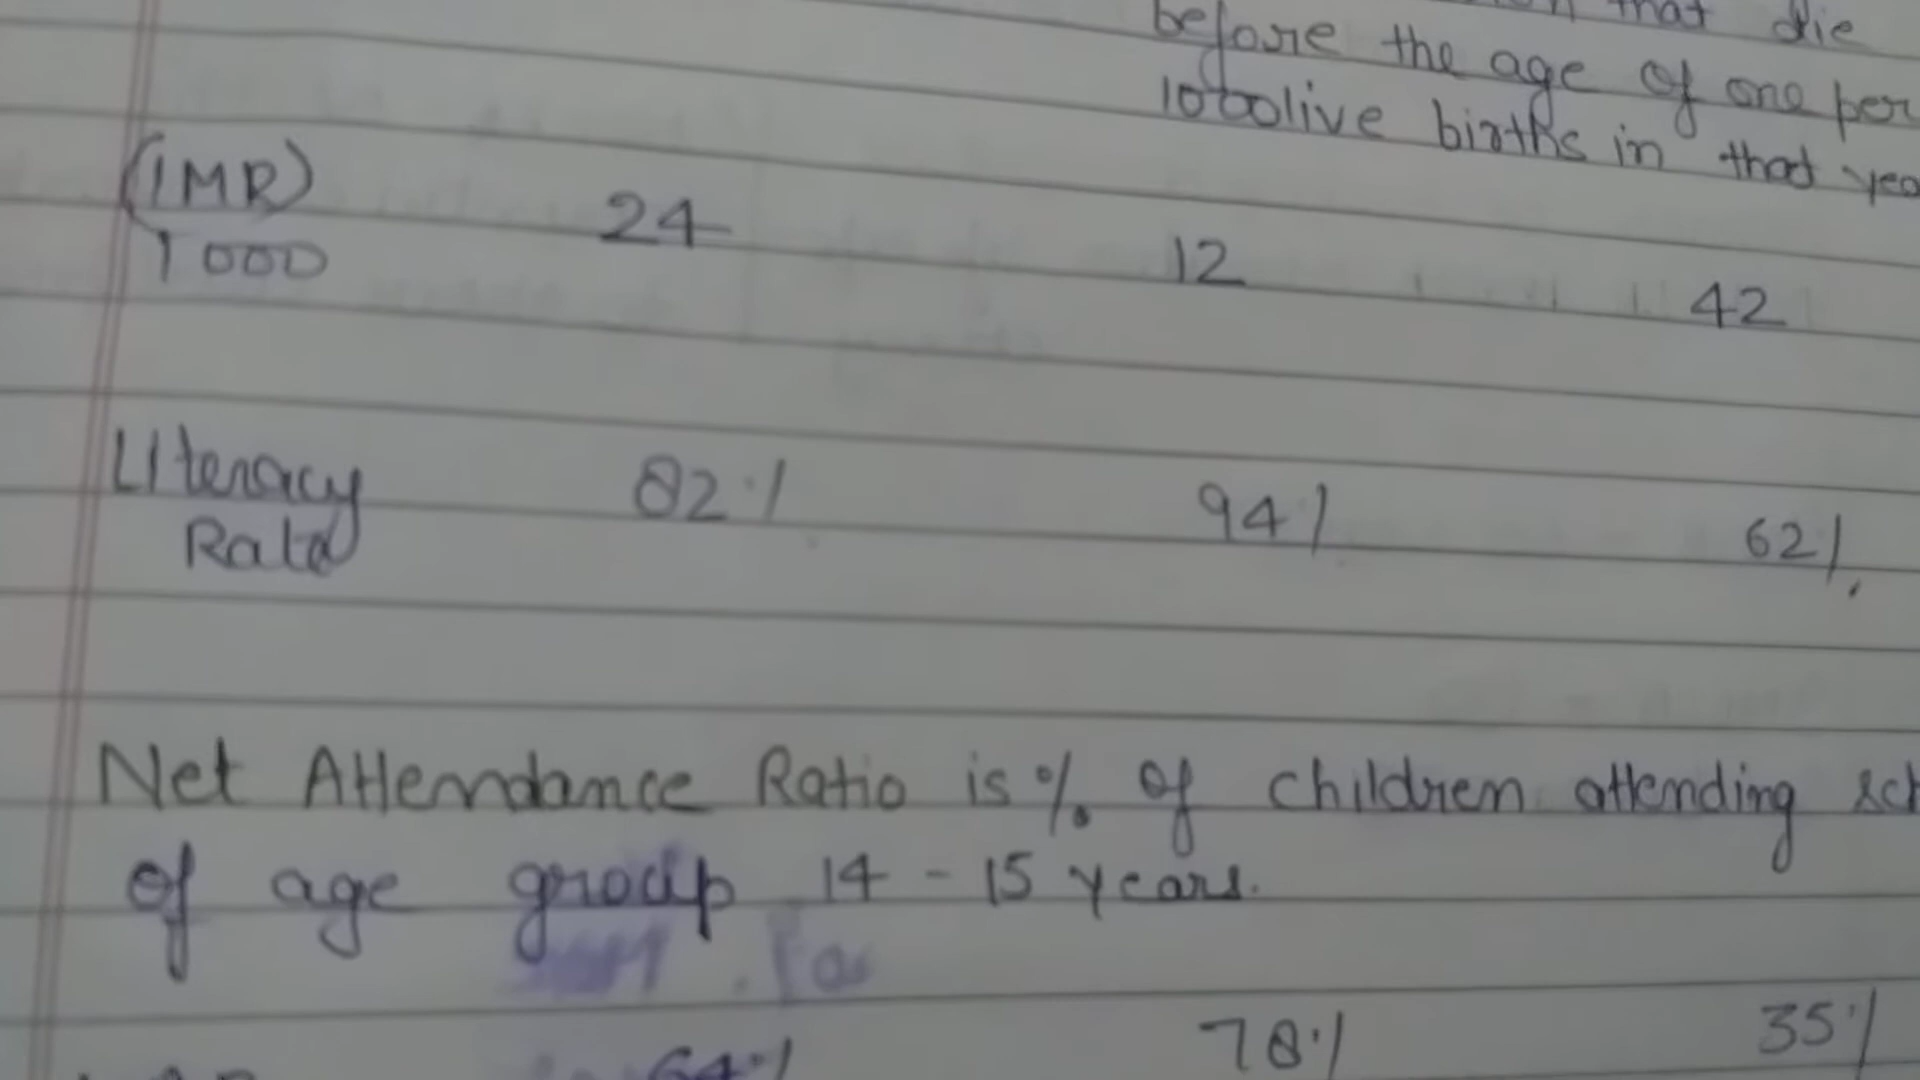 that die
before the age of one per
1000 live births in that
(IMR)
1000 24 12 42
Literacy 82% 94% 62%
Rate
Net Attendance Ratio is % of children attending
of age group 14 - 15 years.
64% 78% 35%